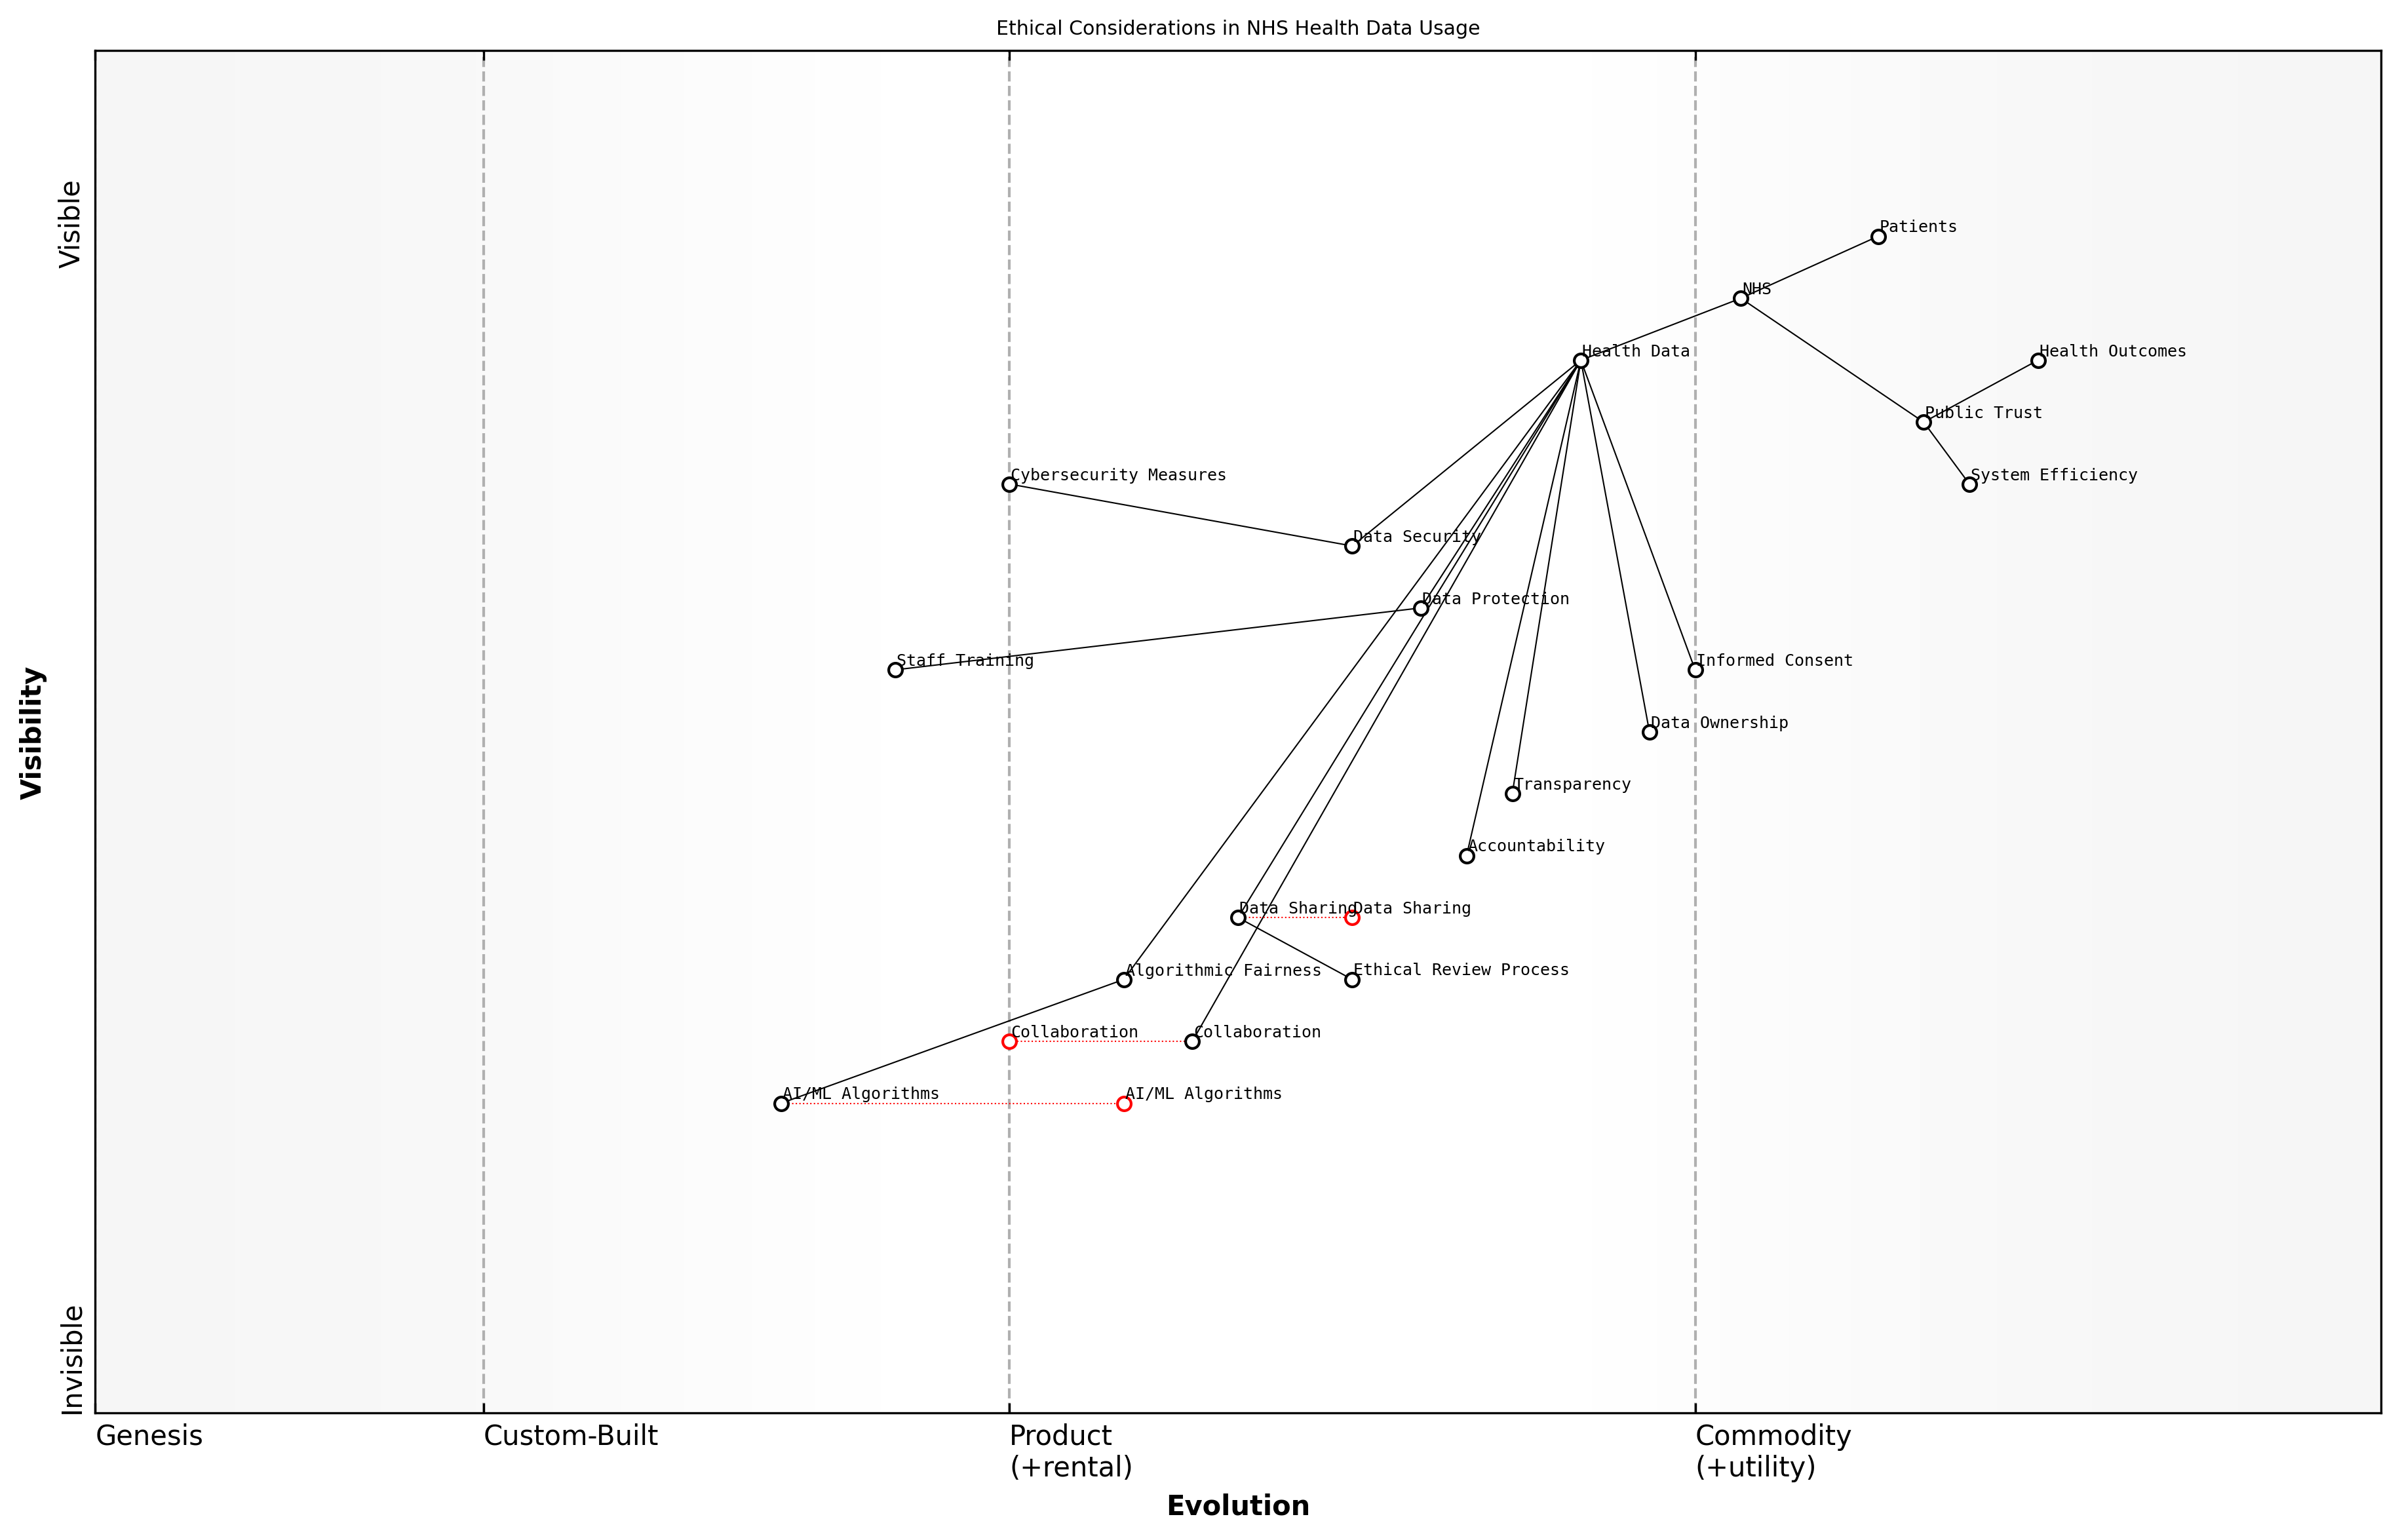 Ethical Considerations in NHS Health Data Usage
Visible
Patients
NHS
Health Data
Health Outcomes
Public Trust
Cybersecurity Measures
System Efficiency
Data Security
Data Protection
Staff Training
Informed Consent
Data Ownership
Visibility
Transparency
Accountability
Data Sharing
Data Sharing
Algorithmic Fairness
Ethical Review Process
Collaboration
Collaboration
AI/ML Algorithms
AI/ML Algorithms
Invisible
Genesis
Custom-Built
Product
(+rental)
Commodity
(+utility)
Evolution